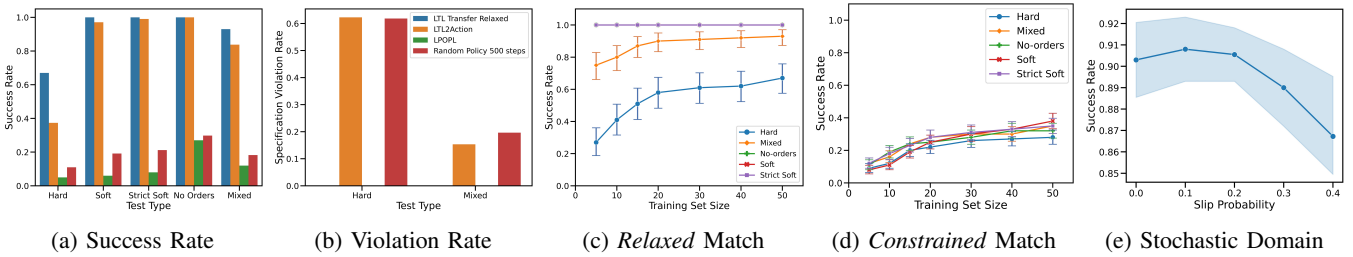 Success Rate
1.0
0.8
0.6
0.4
0.2
0.0
Hard
Soft
Strict Soft
No Orders
Mixed
Test Type
(a) Success Rate
Specification Violation Rate
0.6
0.5
0.4
0.3
0.2
0.1
0.0
LTL Transfer Relaxed
LTL2Action
LPOPL
Random Policy 500 steps
Hard
Mixed
Test Type
(b) Violation Rate
Success Rate
1.0
0.8
0.6
0.4
0.2
0.0
Hard
Mixed
No-orders
Soft
Strict Soft
0
10
20
30
40
50
Training Set Size
(c) Relaxed Match
Success Rate
1.0
0.8
0.6
0.4
0.2
0.0
Hard
Mixed
No-orders
Soft
Strict Soft
0
10
20
30
40
50
Training Set Size
(d) Constrained Match
Success Rate
0.92
0.91
0.90
0.88
0.87
0.86
0.85
0.0
0.1
0.2
0.3
0.4
Slip Probability
(e) Stochastic Domain